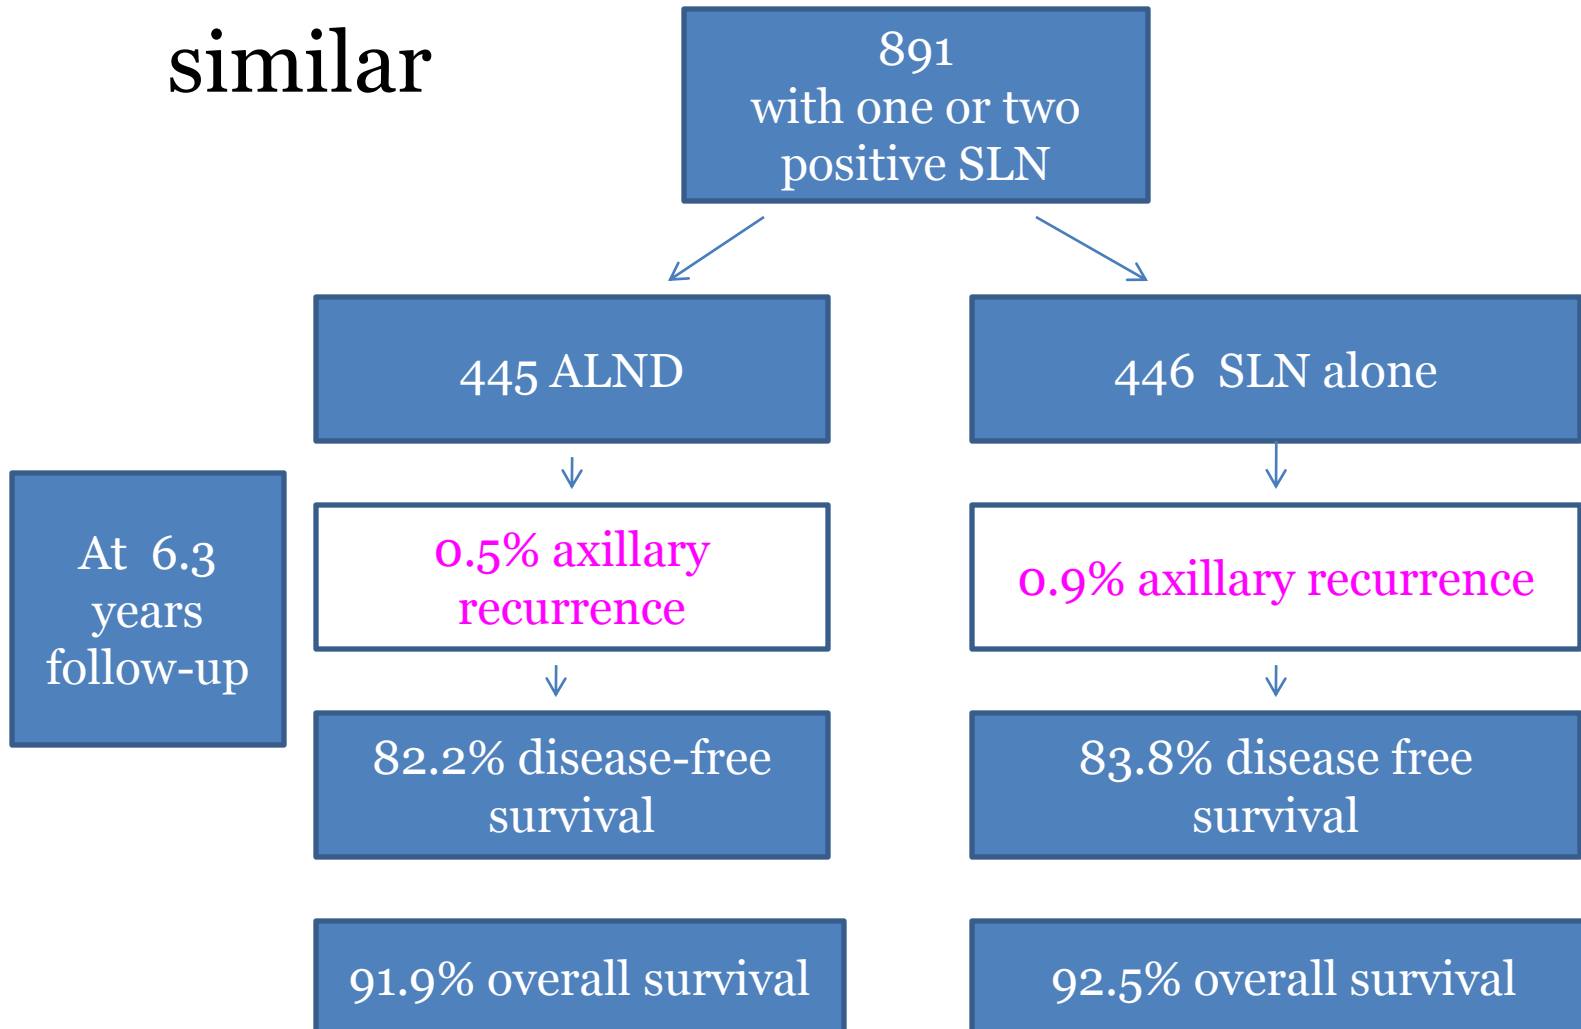 similar
891
with one or two
positive SLN
445 ALND
446 SLN alone
At 6.3
years
follow-up
0.5% axillary
recurrence
0.9% axillary recurrence
82.2% disease-free
survival
83.8% disease free
survival
91.9% overall survival
92.5% overall survival